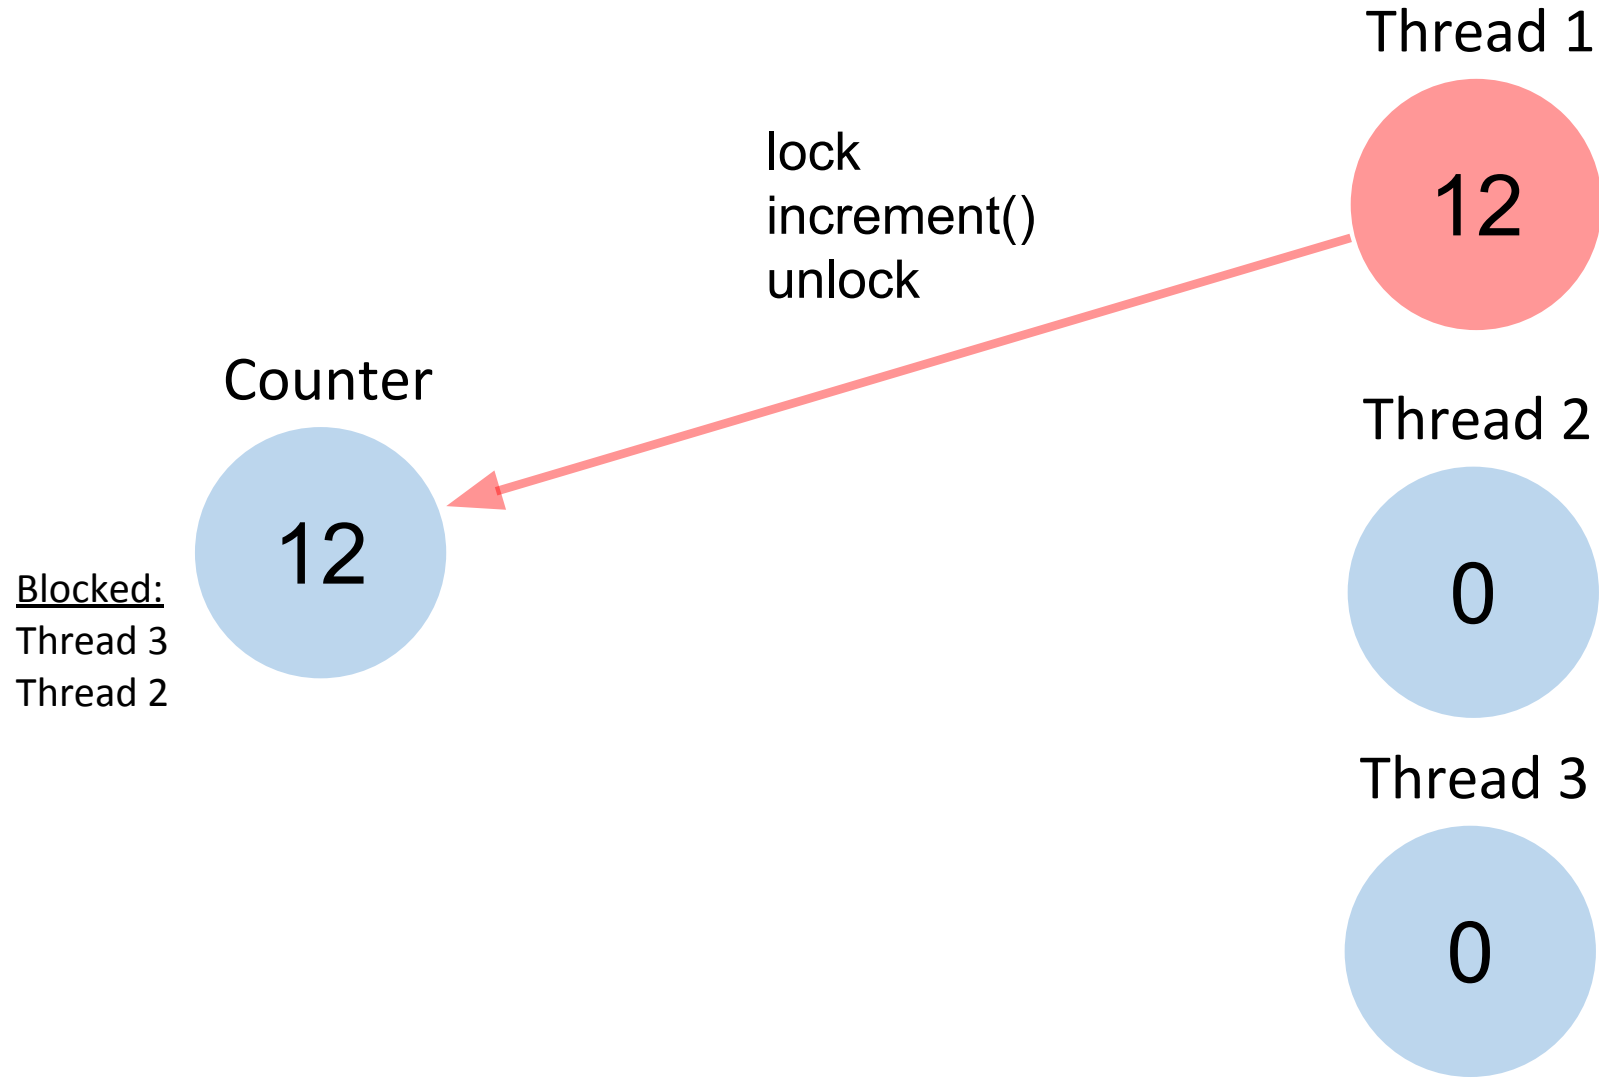 Thread 1
12
lock
increment()
unlock
Counter
12
Blocked:
Thread 3
Thread 2
Thread 2
0
Thread 3
0